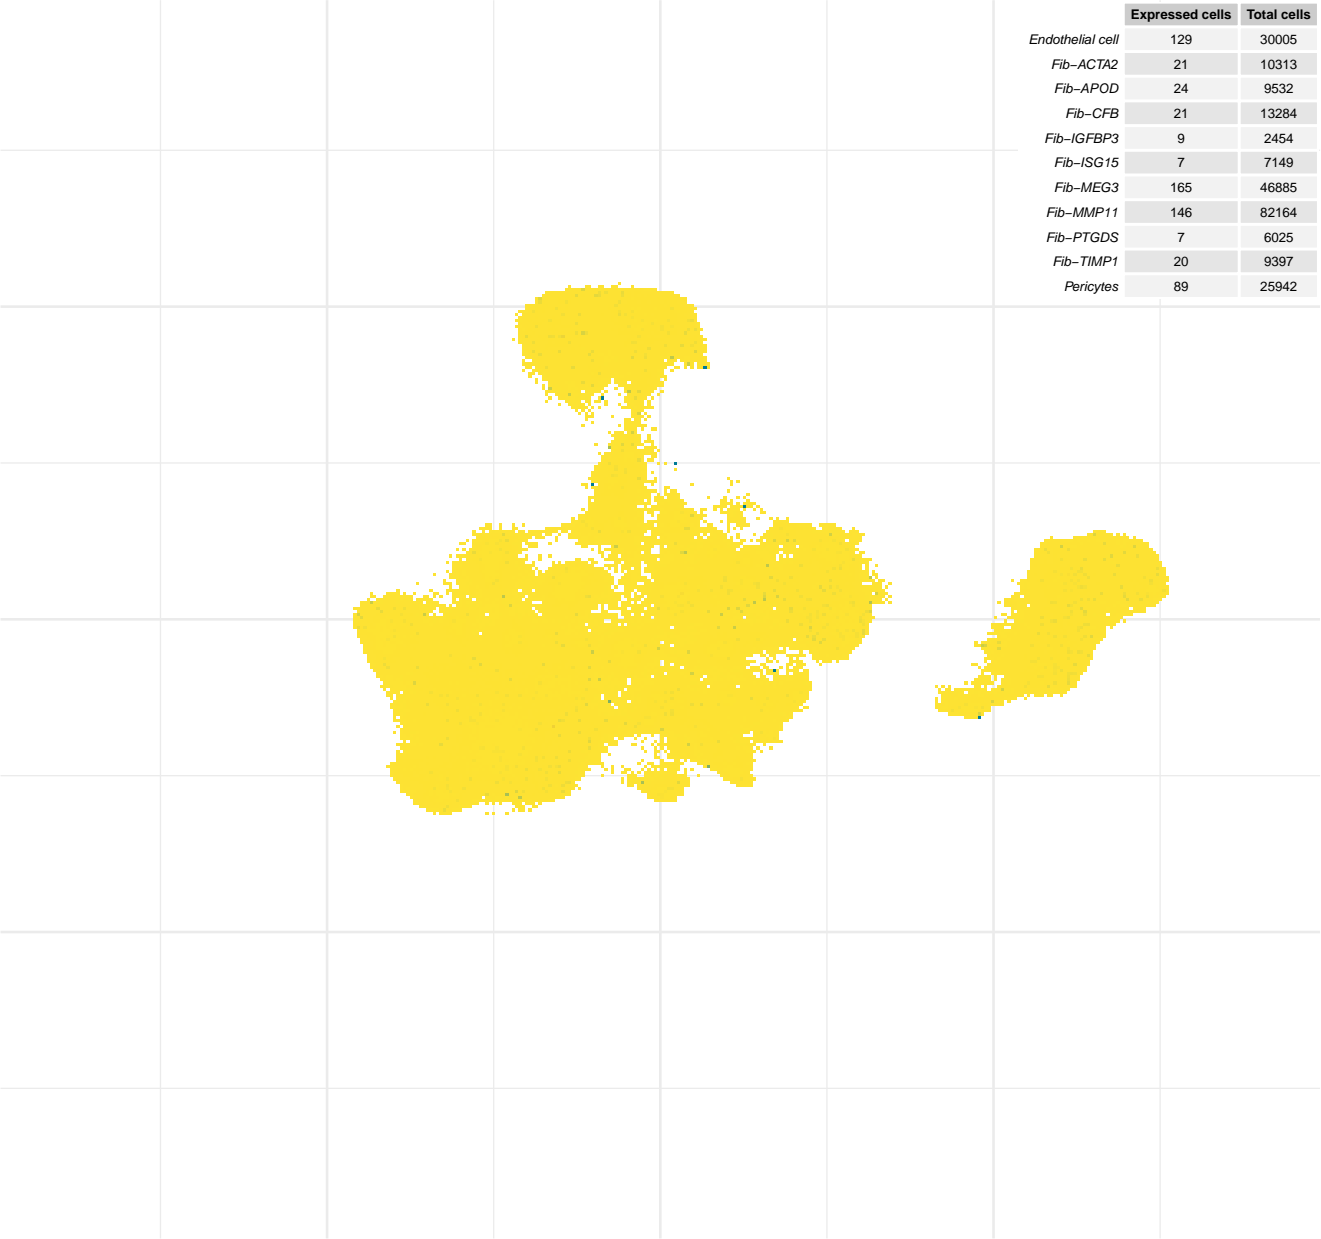 Expressed cells Total cells
Endothelial cell 129 30005
Fib−ACTA2 21 10313
Fib−APOD 24 9532
Fib−CFB 21 13284
Fib−IGFBP3 9 2454
Fib−ISG15 7 7149
Fib−MEG3 165 46885
Fib−MMP11 146 82164
Fib−PTGDS 7 6025
Fib−TIMP1 20 9397
Pericytes 89 25942